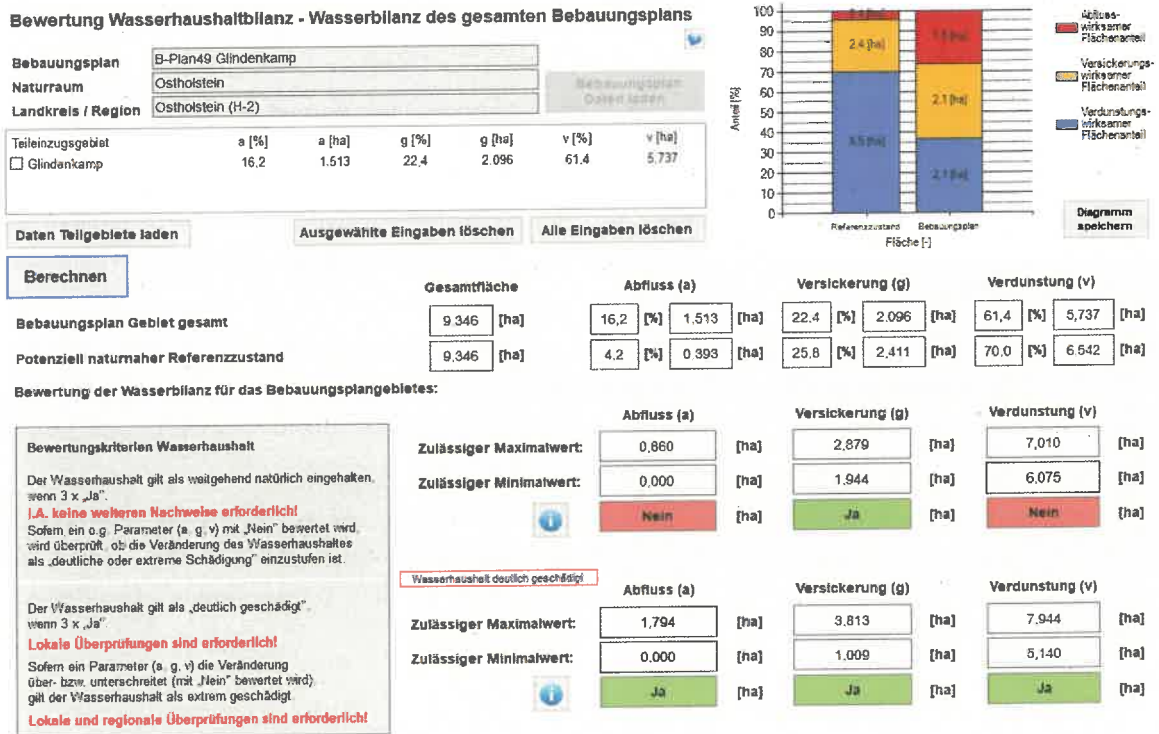 Bewertung Wasserhaushaltbilanz - Wasserbilanz des gesamten Bebauungsplans
Bebauungsplan B-Plan49 Glindenkamp
Naturraum Ostholstein
Landkreis / Region Ostholstein (H-2)
Bebauungsplan
Daten laden
Teileinzugsgebiet a [%] a [ha] g [%] g [ha] v [%] v [ha]
Glindankamp 16,2 1.513 22,4 2.096 61,4 5,737
Daten Teilgebiete laden Ausgewählte Eingaben löschen Alle Eingaben löschen
Anteil [%]
100
90
80
70
60
50
40
30
20
10
0
2,4 [ha]
2,1 [ha]
2,1 [ha]
Referenzzustand Bebauungsplan
Fläche [-]
Abfluss-
wirksamer
Flächenanteil
Versickerungs-
wirksamer
Flächenanteil
Verdunstungs-
wirksamer
Flächenanteil
Diagramm
speichern
Berechnen
Gesamtfläche Abfluss (a) Versickerung (g) Verdunstung (v)
Bebauungsplan Gebiet gesamt 9.346 [ha] 16,2 [%] 1.513 [ha] 22.4 [%] 2.096 [ha] 61,4 [%] 5,737 [ha]
Potenziell naturnaher Referenzzustand 9,346 [ha] 4.2 [%] 0 393 [ha] 25,8 [%] 2,411 [ha] 70,0 [%] 6.542 [ha]
Bewertung der Wasserbilanz für das Bebauungsplangebietes:
Bewertungskriterien Wasserhaushalt
Der Wasserhaushalt gilt als weitgehend natürlich eingehalten,
wenn 3 x „Ja".
I.A. keine weiteren Nachweise erforderlich!
Sofern ein o.g. Parameter (a, g, v) mit „Nein" bewertet wird,
wird überprüft, ob die Veränderung des Wasserhaushaltes
als „deutliche oder extreme Schädigung" einzustufen ist.
Der Wasserhaushalt gilt als „deutlich geschädigt",
wenn 3 x „Ja".
Lokale Überprüfungen sind erforderlich!
Sofern ein Parameter (a, g, v) die Veränderung
über- bzw. unterschreitet (mit „Nein" bewertet wird)
gilt der Wasserhaushalt als extrem geschädigt.
Lokale und regionale Überprüfungen sind erforderlich!
Abfluss (a) Versickerung (g) Verdunstung (v)
Zulässiger Maximalwert: 0,860 [ha] 2,879 [ha] 7,010 [ha]
Zulässiger Minimalwert: 0,000 [ha] 1.944 [ha] 6,075 [ha]
Nein [ha] Ja [ha] Nein [ha]
Wasserhaushalt deutlich geschädigt
Abfluss (a) Versickerung (g) Verdunstung (v)
Zulässiger Maximalwert: 1,794 [ha] 3,813 [ha] 7,944 [ha]
Zulässiger Minimalwert: 0,000 [ha] 1.009 [ha] 5,140 [ha]
Ja [ha] Ja [ha] Ja [ha]